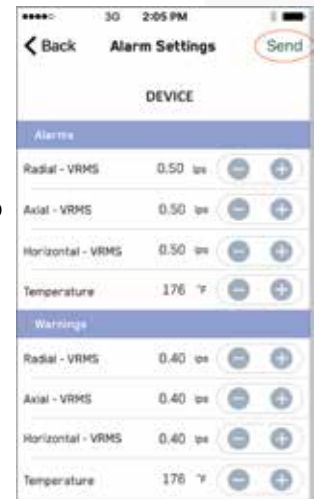 3G 2:05 PM
Back Alarm Settings Send
DEVICE
Alarms
Radial - VRMS 0.50 ips
Axial - VRMS 0.50 ips
Horizontal - VRMS 0.50 ips
Temperature 176 °F
Warnings
Radial - VRMS 0.40 ips
Axial - VRMS 0.40 ips
Horizontal - VRMS 0.40 ips
Temperature 176 °F